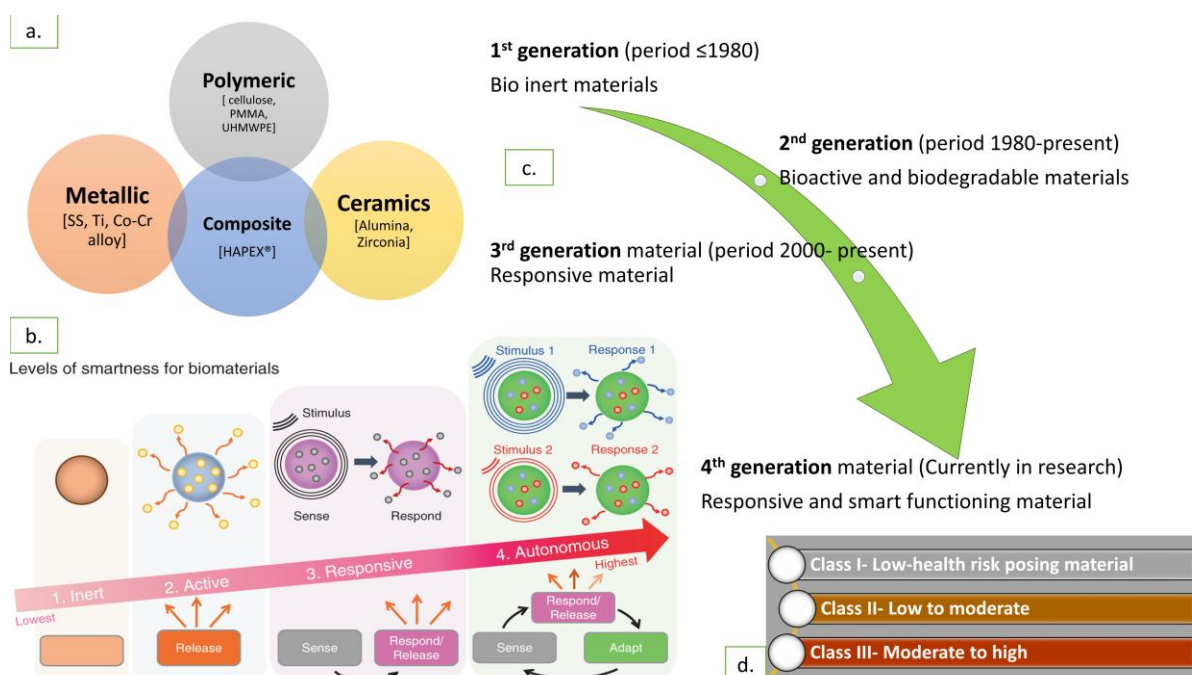 a.
Polymeric
[ cellulose,
PMMA,
UHMWPE]
Metallic
[SS, Ti, Co-Cr
alloy]
Composite
[HAPEX®]
Ceramics
[Alumina,
Zirconia]
b.
Levels of smartness for biomaterials
Stimulus
Sense
Respond
Stimulus 1
Response 1
Stimulus 2
Response 2
1. Inert
2. Active
3. Responsive
4. Autonomous
Lowest
Highest
Release
Sense
Respond/
Release
Respond/
Release
Sense
Adapt
c.
1st generation (period ≤1980)
Bio inert materials
2nd generation (period 1980-present)
Bioactive and biodegradable materials
3rd generation material (period 2000- present)
Responsive material
4th generation material (Currently in research)
Responsive and smart functioning material
d.
Class I- Low-health risk posing material
Class II- Low to moderate
Class III- Moderate to high